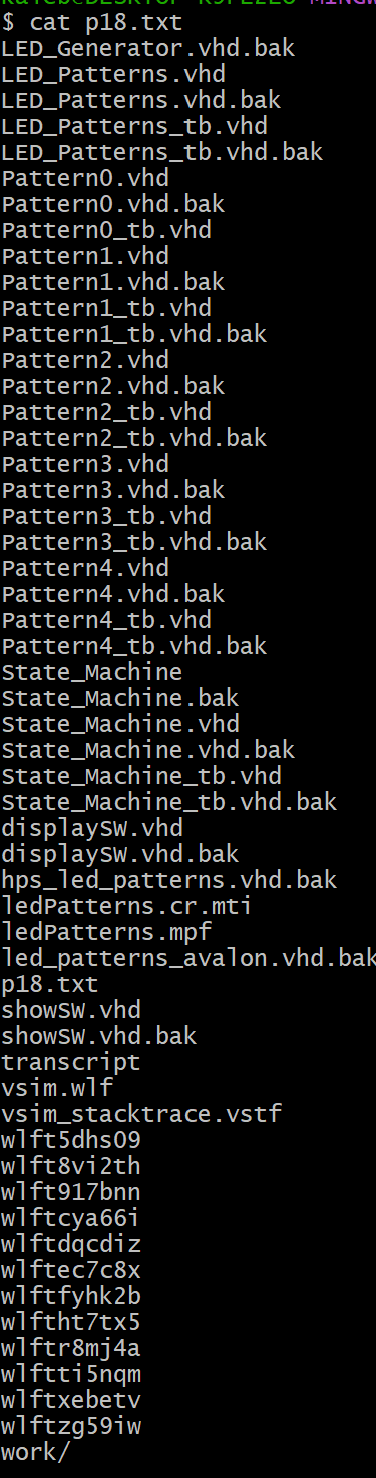 $ cat p18.txt
LED_Generator.vhd.bak
LED_Patterns.vhd
LED_Patterns.vhd.bak
LED_Patterns_tb.vhd
LED_Patterns_tb.vhd.bak
Pattern0.vhd
Pattern0.vhd.bak
Pattern0_tb.vhd
Pattern1.vhd
Pattern1.vhd.bak
Pattern1_tb.vhd
Pattern1_tb.vhd.bak
Pattern2.vhd
Pattern2.vhd.bak
Pattern2_tb.vhd
Pattern2_tb.vhd.bak
Pattern3.vhd
Pattern3.vhd.bak
Pattern3_tb.vhd
Pattern3_tb.vhd.bak
Pattern4.vhd
Pattern4.vhd.bak
Pattern4_tb.vhd
Pattern4_tb.vhd.bak
State_Machine
State_Machine.bak
State_Machine.vhd
State_Machine.vhd.bak
State_Machine_tb.vhd
State_Machine_tb.vhd.bak
displaySW.vhd
displaySW.vhd.bak
hps_led_patterns.vhd.bak
ledPatterns.cr.mti
ledPatterns.mpf
led_patterns_avalon.vhd.bak
p18.txt
showSW.vhd
showSW.vhd.bak
transcript
vsim.wlf
vsim_stacktrace.vstf
wlft5dhs09
wlft8vi2th
wlft917bnn
wlftcya66i
wlftdqcdiz
wlftec7c8x
wlftfyhk2b
wlftht7tx5
wlftr8mj4a
wlftti5nqm
wlftxebetv
wlftzg59iw
work/